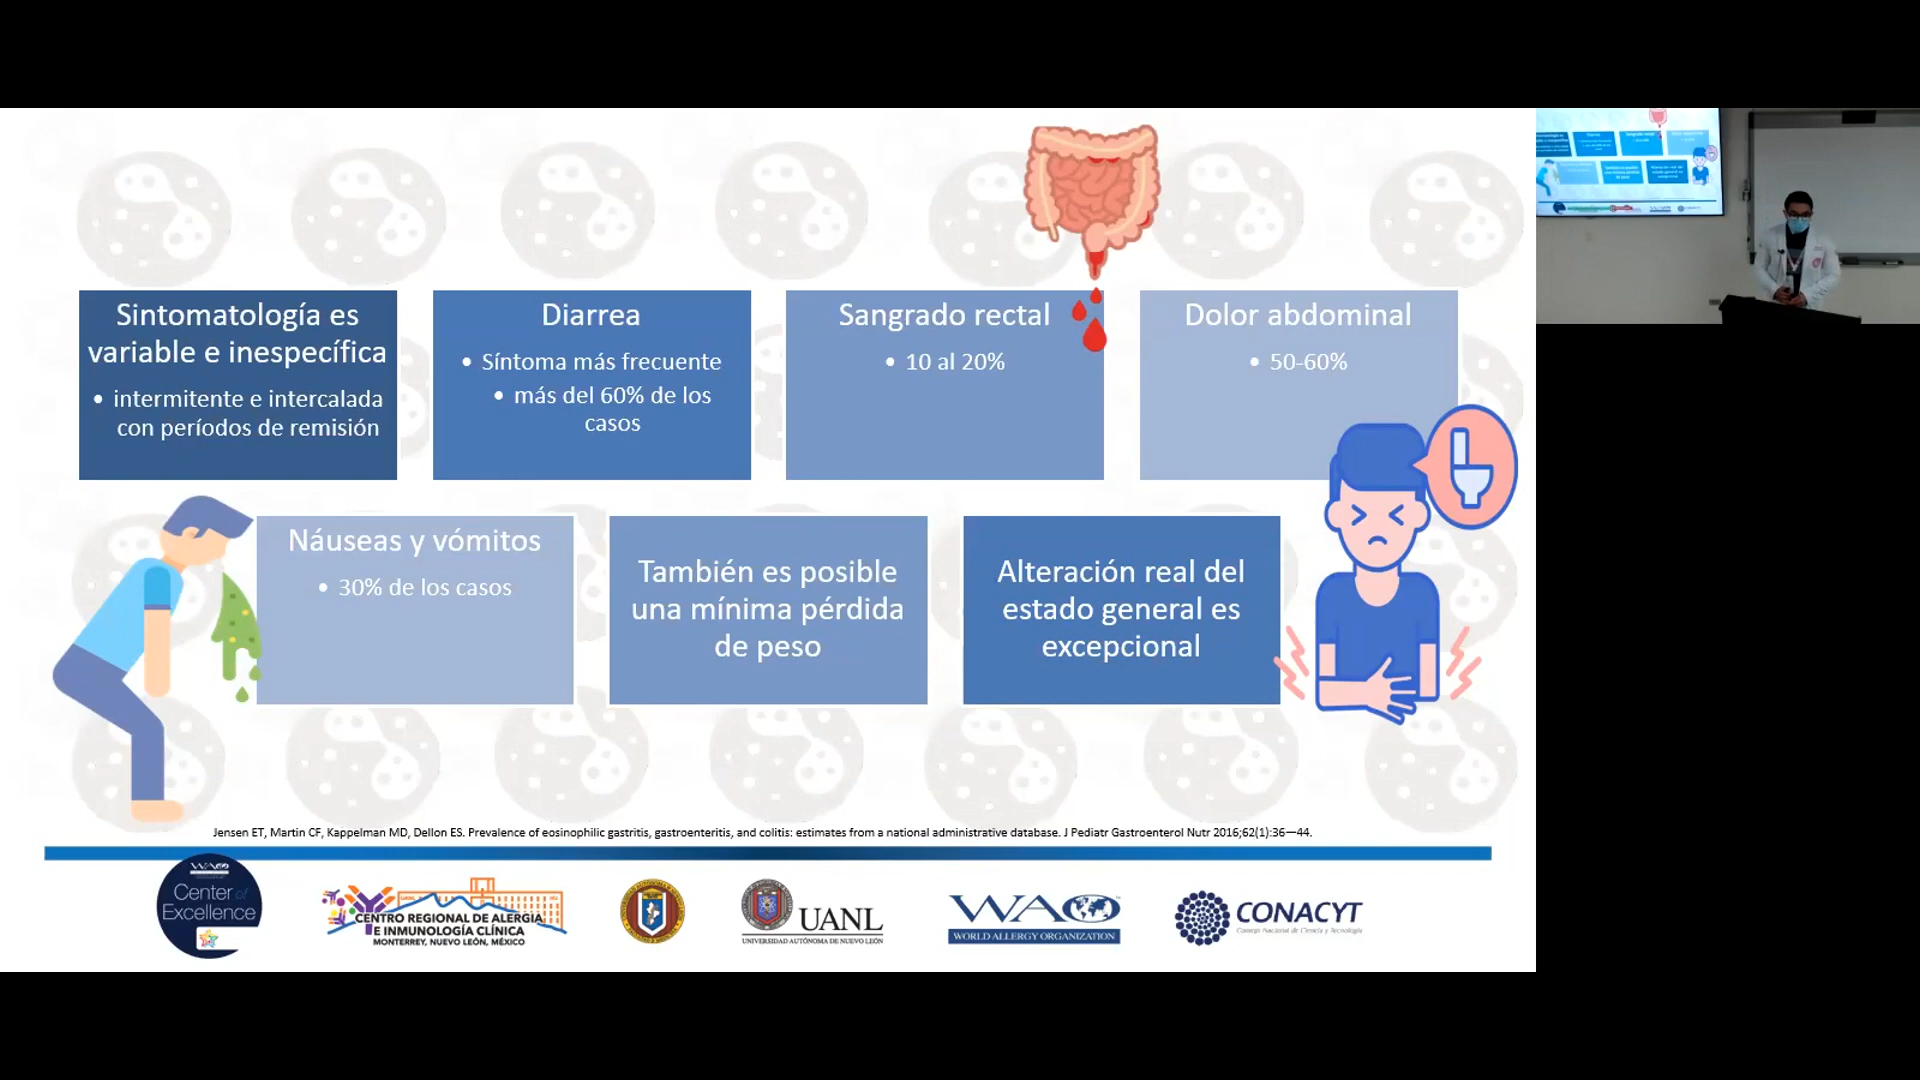 Sintomatología es
variable e inespecífica
• intermitente e intercalada
con períodos de remisión
Diarrea
• Síntoma más frecuente
• más del 60% de los
casos
Sangrado rectal
• 10 al 20%
Dolor abdominal
• 50-60%
Náuseas y vómitos
• 30% de los casos
También es posible
una mínima pérdida
de peso
Alteración real del
estado general es
excepcional
Jensen ET, Martin CF, Kappelman MD, Dellon ES. Prevalence of eosinophilic gastritis, gastroenteritis, and colitis: estimates from a national administrative database. J Pediatr Gastroenterol Nutr 2016;62(1):36—44.
WAO
Center of
Excellence
CENTRO REGIONAL DE ALERGIA
E INMUNOLOGÍA CLÍNICA
MONTERREY, NUEVO LEÓN, MÉXICO
UANL
UNIVERSIDAD AUTÓNOMA DE NUEVO LEÓN
WAO
WORLD ALLERGY ORGANIZATION
CONACYT
Consejo Nacional de Ciencia y Tecnología